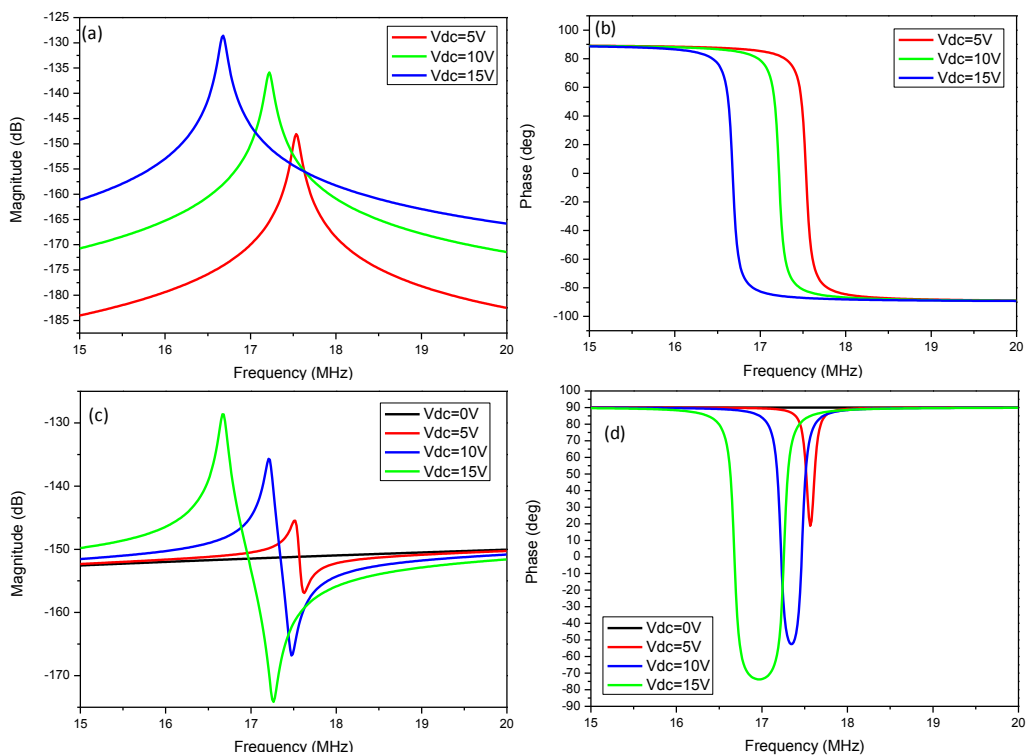 (a)
Vdc=5V
Vdc=10V
Vdc=15V
Magnitude (dB)
-125
-130
-135
-140
-145
-150
-155
-160
-165
-170
-175
-180
-185
15 16 17 18 19 20
Frequency (MHz)
(b)
Vdc=5V
Vdc=10V
Vdc=15V
Phase (deg)
100
80
60
40
20
0
-20
-40
-60
-80
-100
15 16 17 18 19 20
Frequency (MHz)
(c)
Vdc=0V
Vdc=5V
Vdc=10V
Vdc=15V
Magnitude (dB)
-130
-140
-150
-160
-170
15 16 17 18 19 20
Frequency (MHz)
(d)
Vdc=0V
Vdc=5V
Vdc=10V
Vdc=15V
Phase (deg)
100
90
80
70
60
50
40
30
20
10
0
-10
-20
-30
-40
-50
-60
-70
-80
-90
15 16 17 18 19 20
Frequency (MHz)